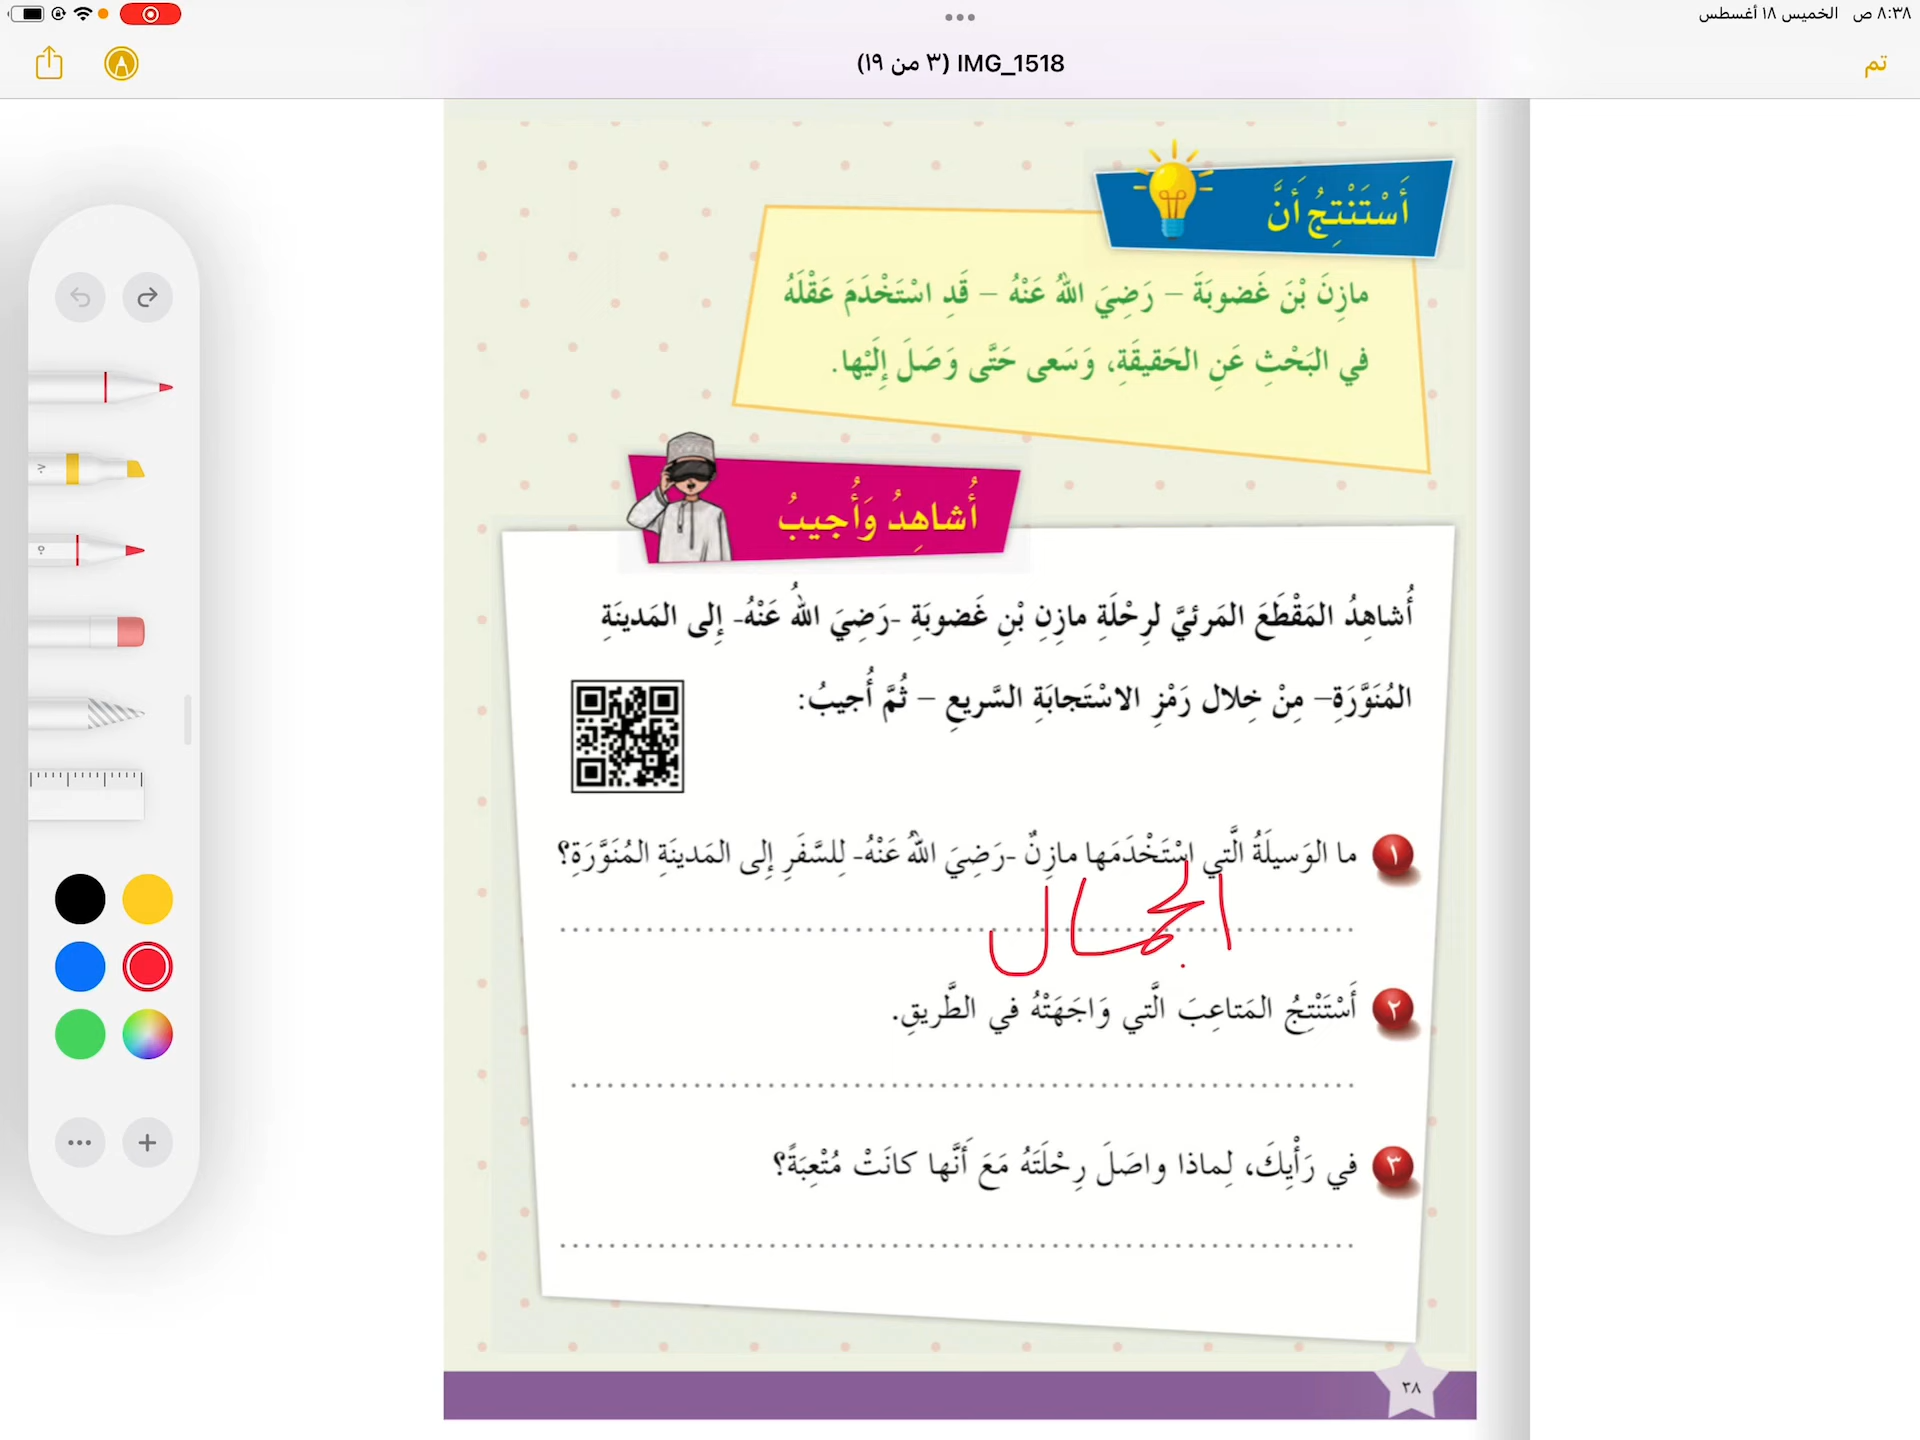 ٨:٣٨ ص الخميس ١٨ أغسطس
IMG_1518 (٣ من ١٩)
تم
أَسْتَنْتِجُ أَنَّ
مازِنَ بْنَ غَضوبَةَ – رَضِيَ اللهُ عَنْهُ – قَدِ اسْتَخْدَمَ عَقْلَهُ
في البَحْثِ عَنِ الحَقيقَةِ، وَسَعى حَتَّى وَصَلَ إِلَيْها.
أُشاهِدُ وَأُجيبُ
أُشاهِدُ المَقْطَعَ المَرئيَّ لرِحْلَةِ مازِنِ بْنِ غَضوبَةِ -رَضِيَ اللهُ عَنْهُ- إِلى المَدينَةِ
المُنَوَّرَةِ– مِنْ خِلال رَمْزِ الاسْتَجابَةِ السَّريعِ – ثُمَّ أُجيبُ:
١ ما الوَسيلَةُ الَّتي اسْتَخْدَمَها مازِنٌ -رَضِيَ اللهُ عَنْهُ- لِلسَّفَرِ إِلى المَدينَةِ المُنَوَّرَةِ؟
الجمال
٢ أَسْتَنْتِجُ المَتاعِبَ الَّتي وَاجَهَتْهُ في الطَّريقِ.
٣ في رَأْيِكَ، لِماذا واصَلَ رِحْلَتَهُ مَعَ أَنَّها كانَتْ مُتْعِبَةً؟
٣٨